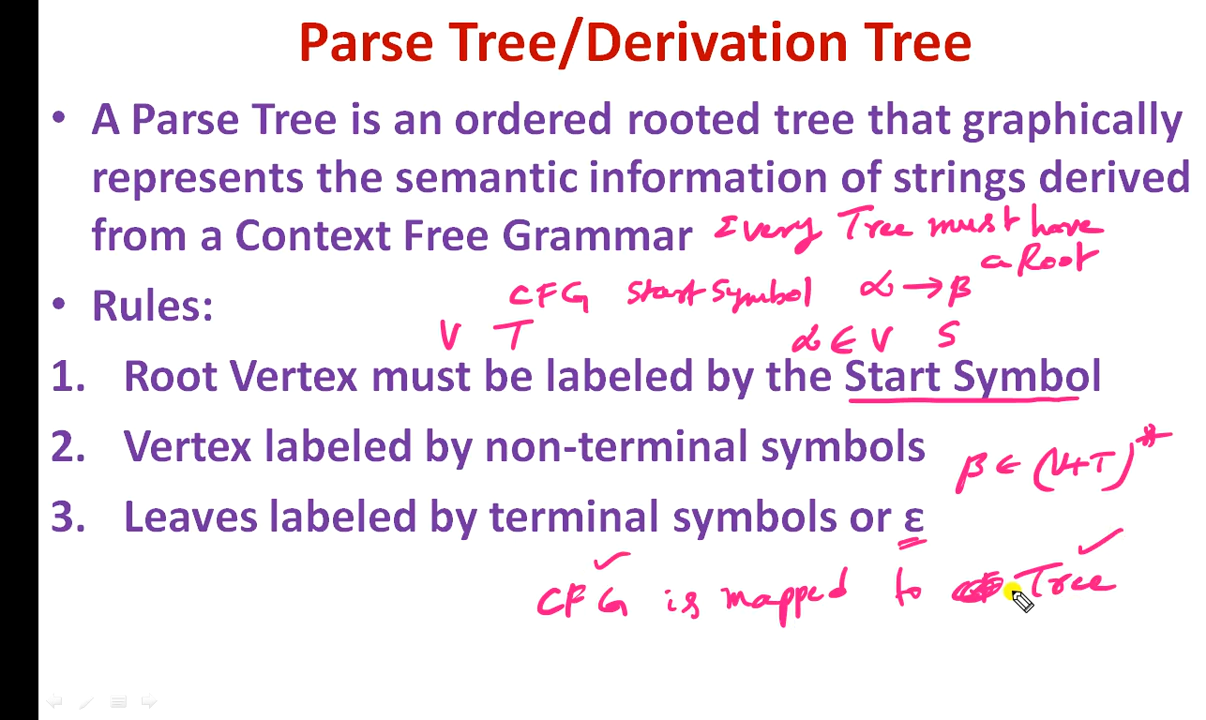 Parse Tree/Derivation Tree
• A Parse Tree is an ordered rooted tree that graphically
represents the semantic information of strings derived
from a Context Free Grammar
Every Tree must have
a Root
• Rules:
CFG Start Symbol α → β
V T
α ∈ V S
1. Root Vertex must be labeled by the Start Symbol
2. Vertex labeled by non-terminal symbols
β ∈ (V+T)*
3. Leaves labeled by terminal symbols or ε
CFG is mapped to Tree